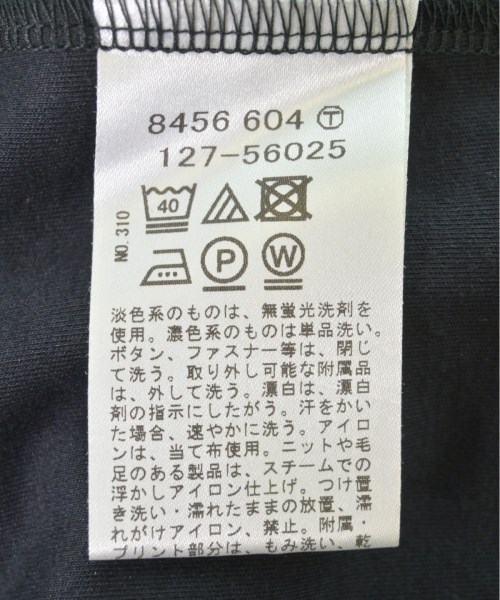 8456 604 Ⓣ
127-56025
NO.310
40
P W
淡色系のものは、無蛍光洗剤を
使用。濃色系のものは単品洗い。
ボタン、ファスナー等は、閉じ
て洗う。取り外し可能な附属品
は、外して洗う。漂白は、漂白
剤の指示にしたがう。汗をかい
た場合、速やかに洗う。アイロ
ンは、当て布使用。ニットや毛
足のある製品は、スチームでの
浮かしアイロン仕上げ。つけ置
き洗い・濡れたままの放置、濡
れがけアイロン、禁止。附属・
プリント部分は、もみ洗い、乾